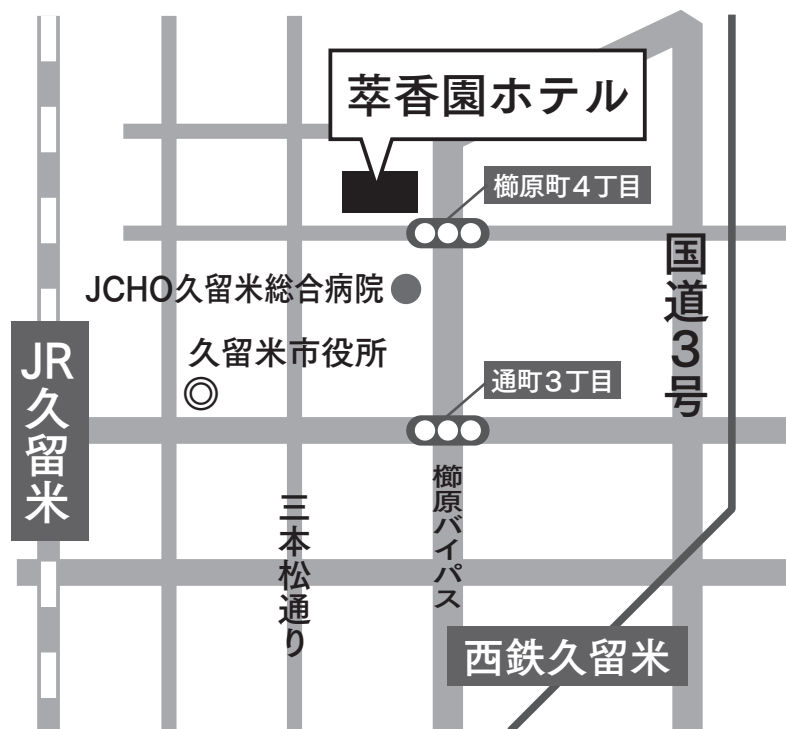 萃香園ホテル
櫛原町4丁目
国道3号
JCHO久留米総合病院
久留米市役所
JR久留米
通町3丁目
三本松通り
櫛原バイパス
西鉄久留米